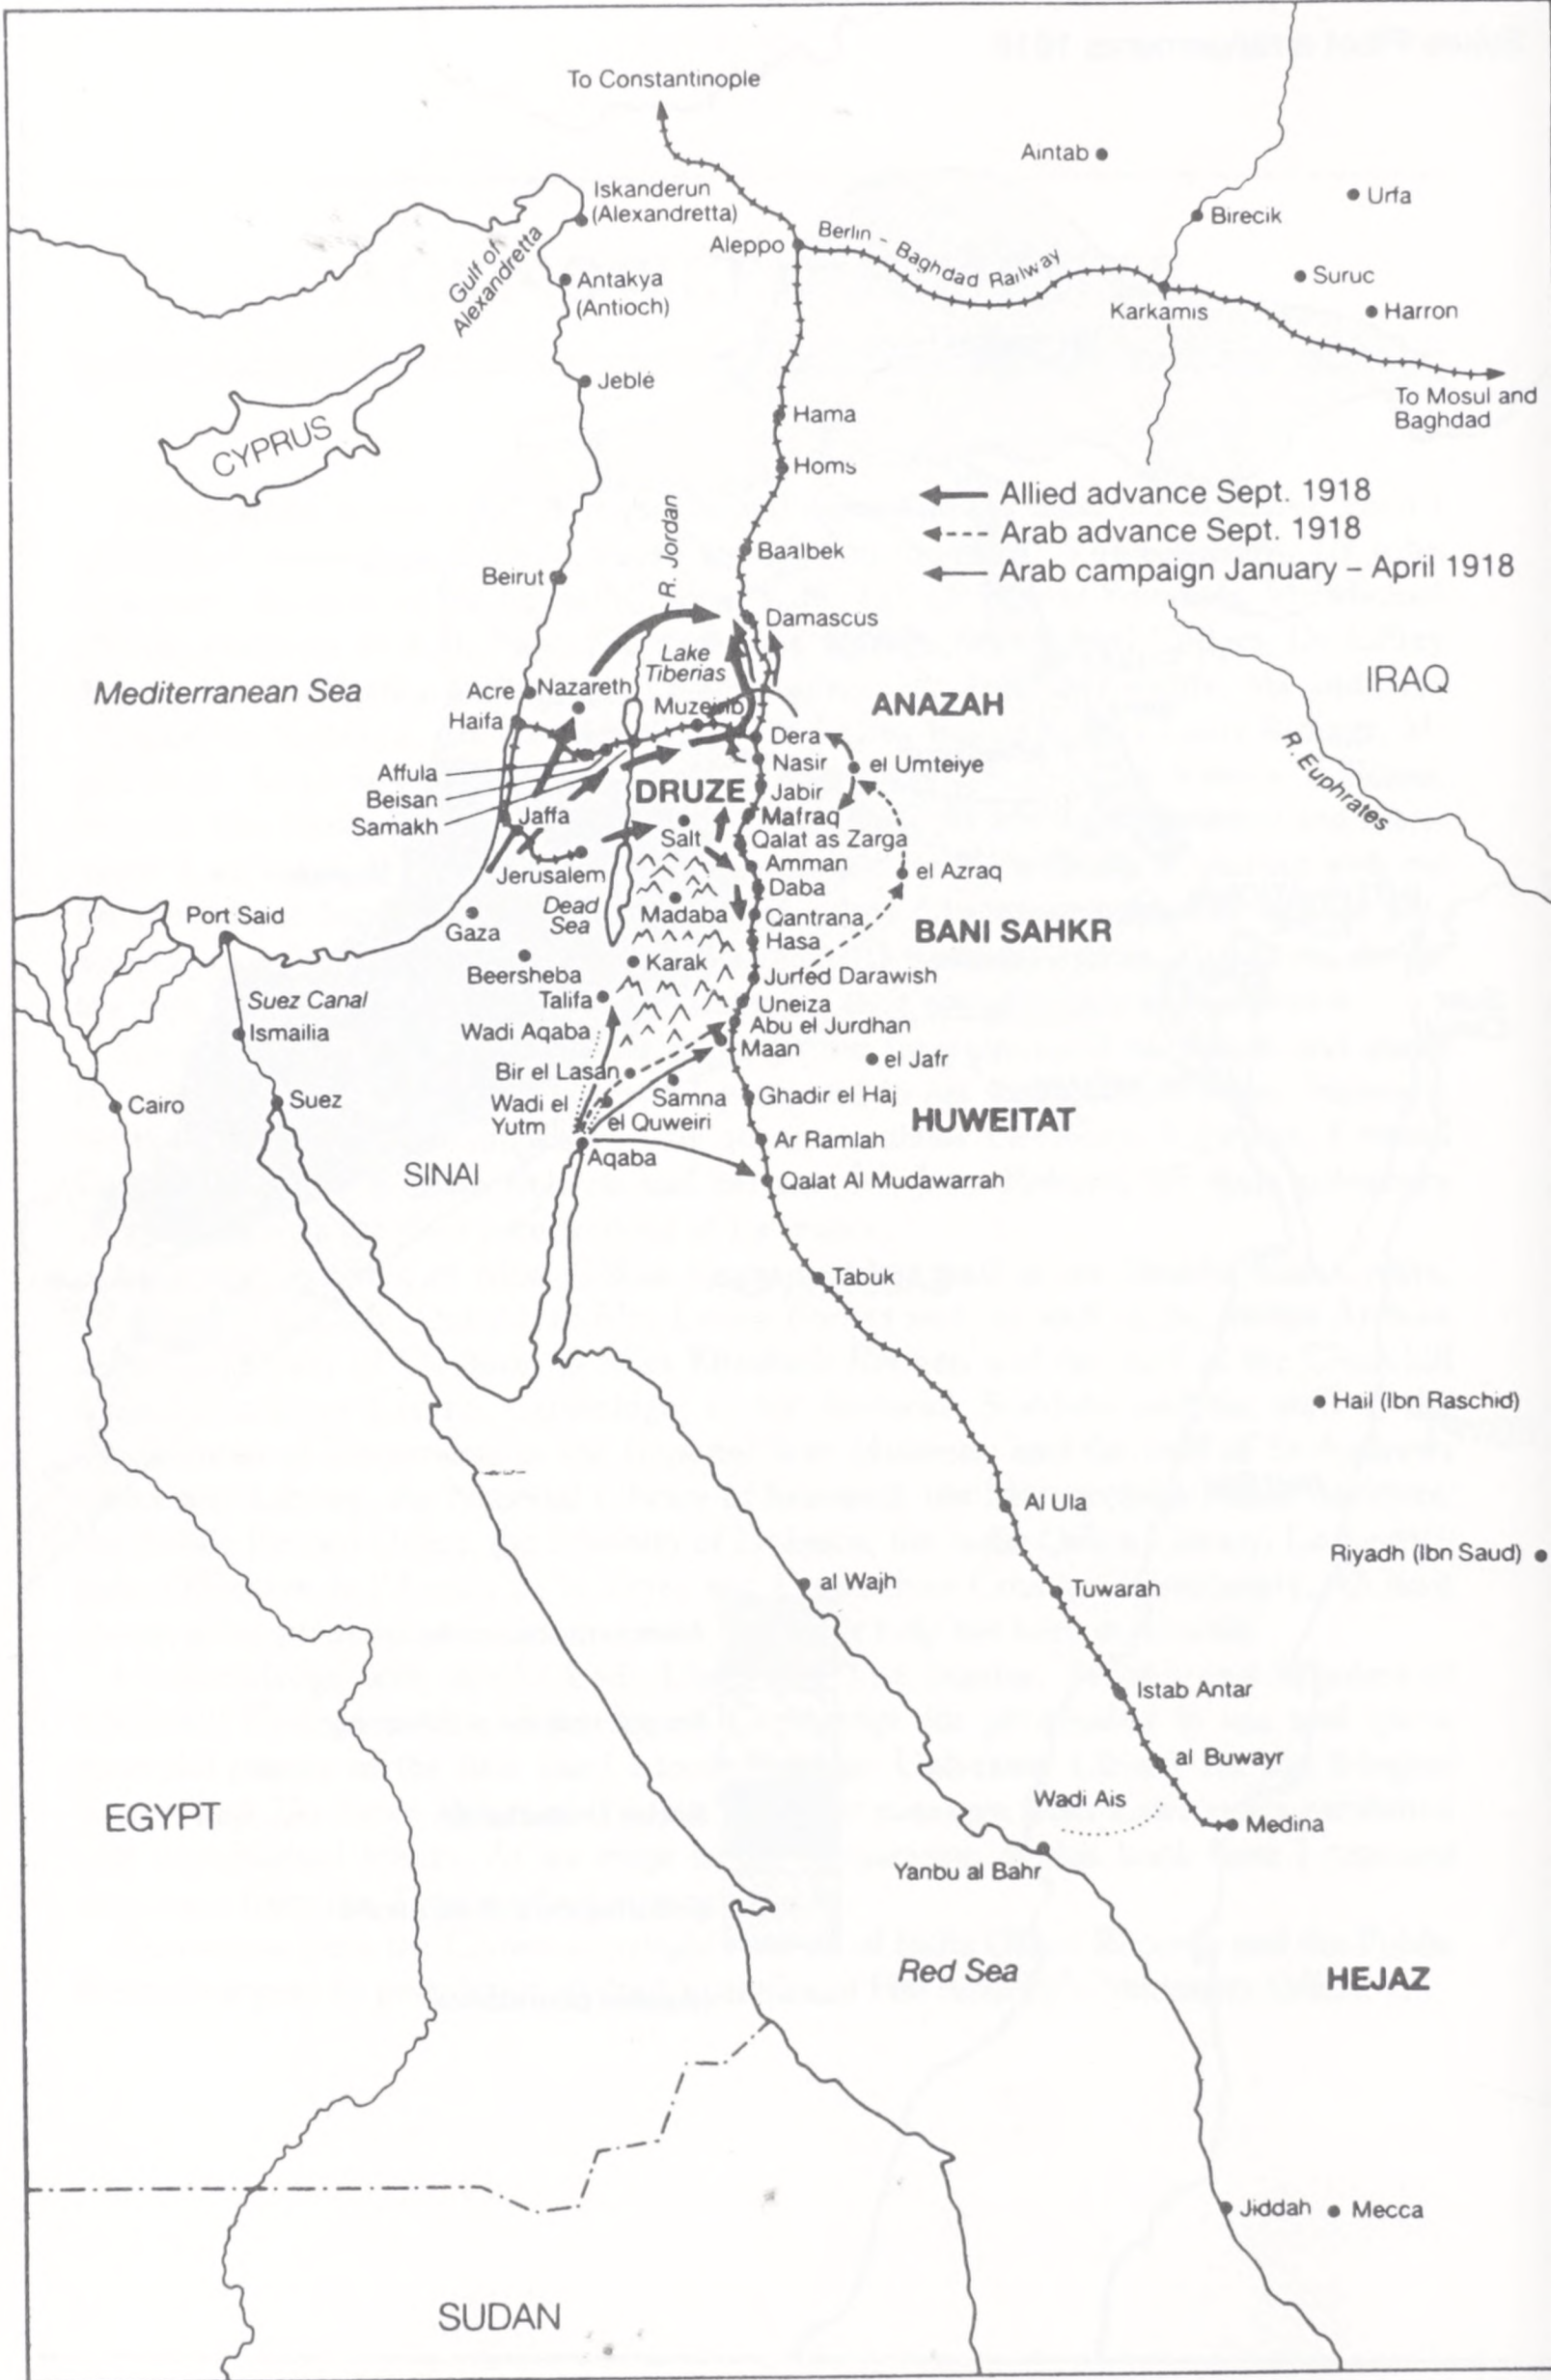 To Constantinople
Aintab
Urfa
Iskanderun
(Alexandretta)
Birecik
Aleppo
Berlin - Baghdad Railway
Gulf of
Alexandretta
Antakya
(Antioch)
Suruc
Karkamis
Harron
Jeblé
To Mosul and
Baghdad
CYPRUS
Hama
Homs
Allied advance Sept. 1918
Arab advance Sept. 1918
Arab campaign January – April 1918
R. Jordan
Baalbek
Beirut
Damascus
Mediterranean Sea
Lake
Tiberias
IRAQ
Acre
Nazareth
Muzeirib
ANAZAH
Haifa
Dera
Nasir
el Umteiye
R. Euphrates
Affula
Beisan
Samakh
DRUZE
Jabir
Jaffa
Mafraq
Salt
Qalat as Zarga
Jerusalem
Amman
el Azraq
Daba
Port Said
Dead
Sea
Madaba
Qantrana
BANI SAHKR
Gaza
Hasa
Beersheba
Karak
Jurfed Darawish
Suez Canal
Talifa
Uneiza
Ismailia
Wadi Aqaba
Abu el Jurdhan
Maan
el Jafr
Bir el Lasan
Cairo
Suez
Wadi el
Yutm
Samna
Ghadir el Haj
el Quweiri
HUWEITAT
Ar Ramlah
Aqaba
SINAI
Qalat Al Mudawarrah
Tabuk
Hail (Ibn Raschid)
Al Ula
Riyadh (Ibn Saud)
al Wajh
Tuwarah
Istab Antar
al Buwayr
EGYPT
Wadi Ais
Medina
Yanbu al Bahr
Red Sea
HEJAZ
Jiddah
Mecca
SUDAN